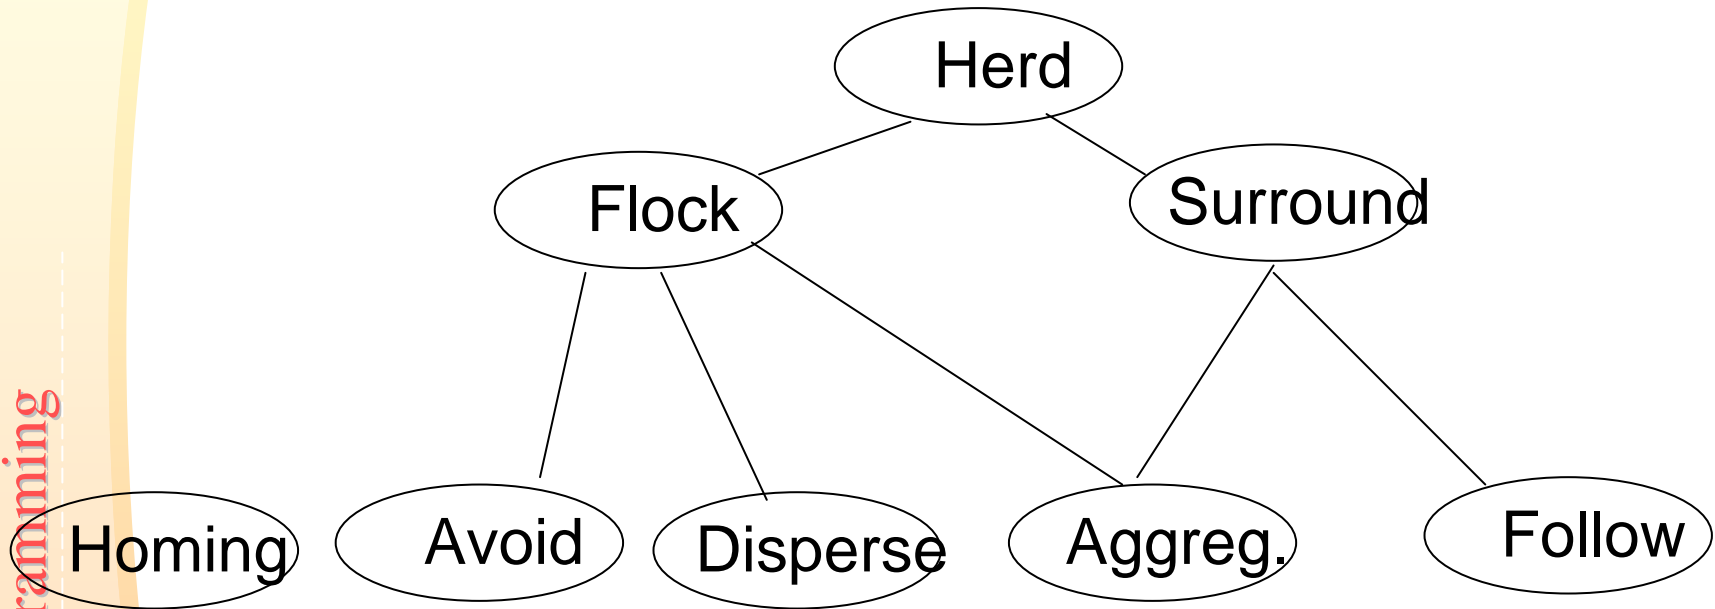 Herd
Flock
Surround
Homing
Avoid
Disperse
Aggreg.
Follow